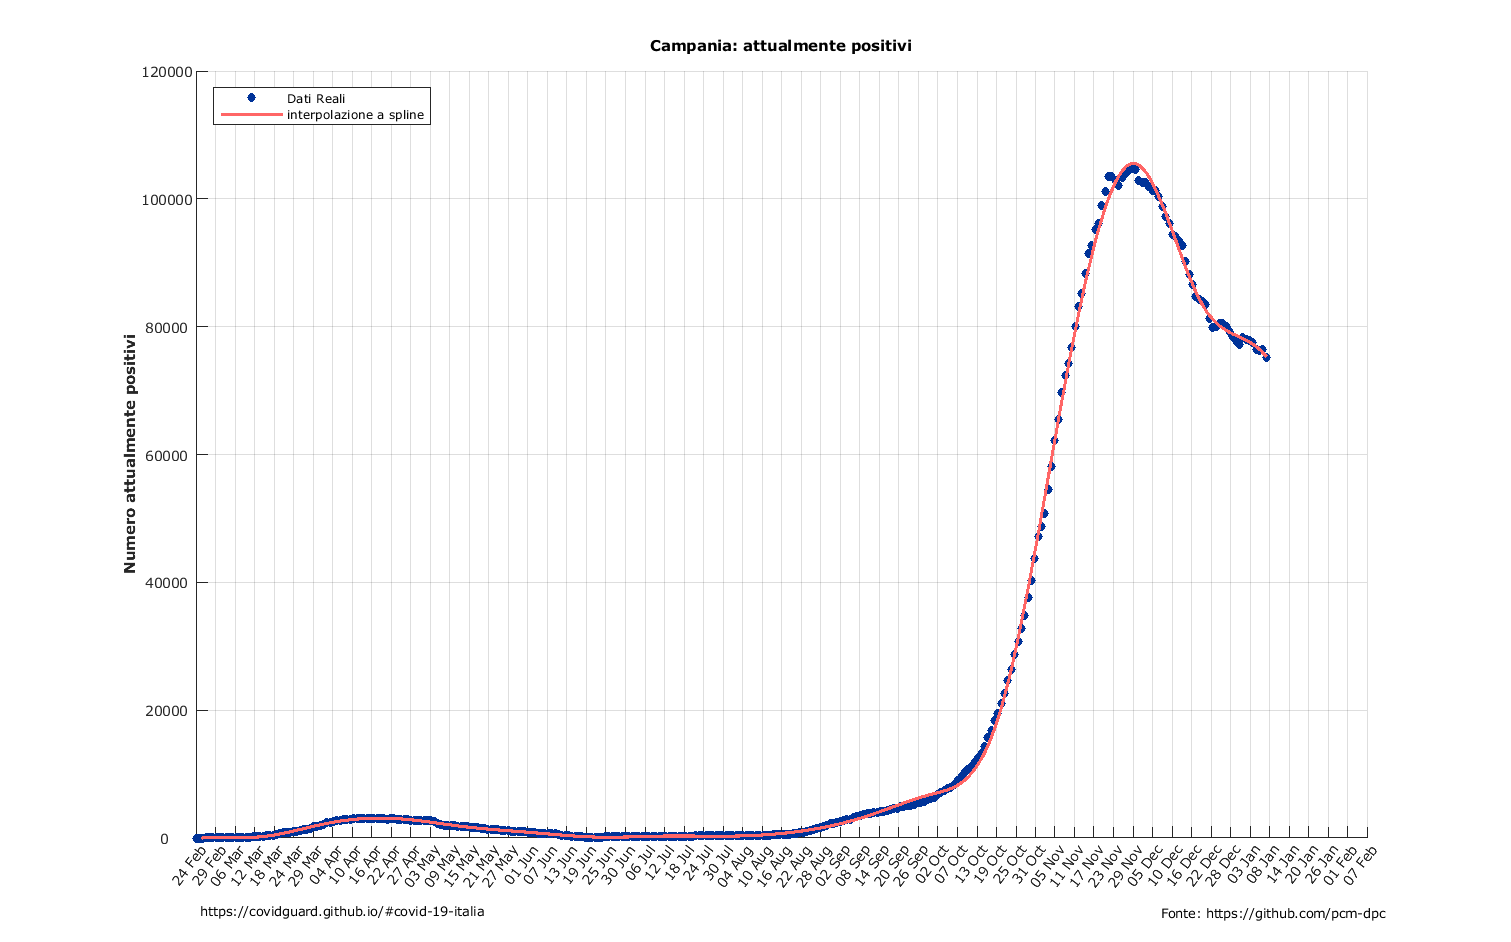 Campania: attualmente positivi
Dati Reali
interpolazione a spline
Numero attualmente positivi
120000
100000
80000
60000
40000
20000
0
24 Feb
29 Feb
06 Mar
12 Mar
18 Mar
24 Mar
29 Mar
04 Apr
10 Apr
16 Apr
22 Apr
27 Apr
03 May
09 May
15 May
21 May
27 May
01 Jun
07 Jun
13 Jun
19 Jun
25 Jun
30 Jun
06 Jul
12 Jul
18 Jul
24 Jul
30 Jul
04 Aug
10 Aug
16 Aug
22 Aug
28 Aug
02 Sep
08 Sep
14 Sep
20 Sep
26 Oct
02 Oct
07 Oct
13 Oct
19 Oct
25 Oct
31 Nov
05 Nov
11 Nov
17 Nov
23 Nov
29 Nov
05 Dec
10 Dec
16 Dec
22 Dec
28 Dec
03 Jan
08 Jan
14 Jan
20 Jan
26 Jan
01 Feb
07 Feb
https://covidguard.github.io/#covid-19-italia
Fonte: https://github.com/pcm-dpc